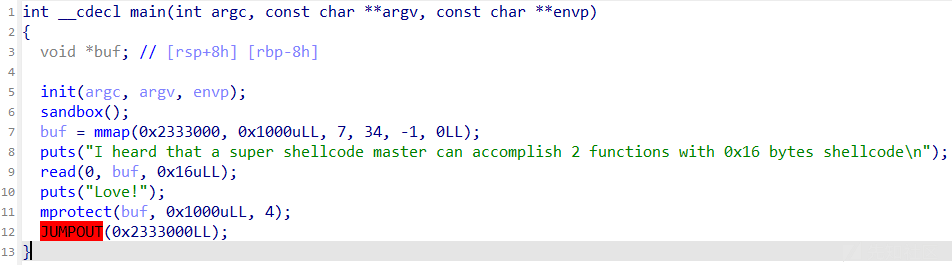 1 int __cdecl main(int argc, const char **argv, const char **envp)
2 {
3   void *buf; // [rsp+8h] [rbp-8h]
4
5   init(argc, argv, envp);
6   sandbox();
7   buf = mmap(0x2333000, 0x1000uLL, 7, 34, -1, 0LL);
8   puts("I heard that a super shellcode master can accomplish 2 functions with 0x16 bytes shellcode\n");
9   read(0, buf, 0x16uLL);
10   puts("Love!");
11   mprotect(buf, 0x1000uLL, 4);
12   JUMPOUT(0x2333000LL);
13 }